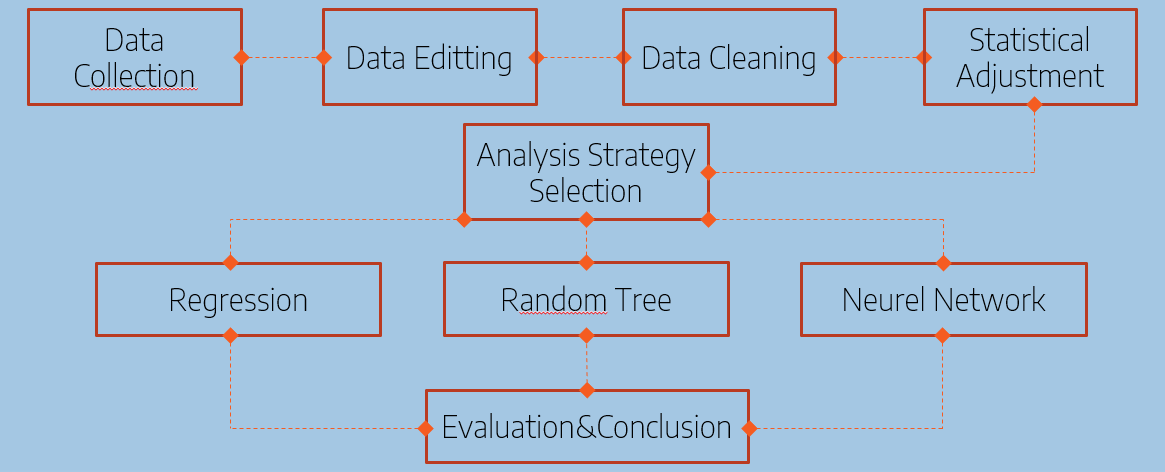 Data
Collection
Data Editting
Data Cleaning
Statistical
Adjustment
Analysis Strategy
Selection
Regression
Random Tree
Neurel Network
Evaluation&Conclusion